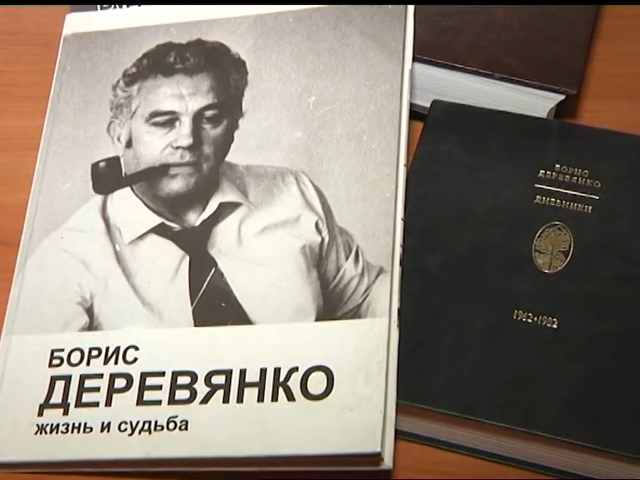 БОРИС
ДЕРЕВЯНКО
жизнь и судьба
БОРИС
ДЕРЕВЯНКО
ДНЕВНИКИ
1962-1982